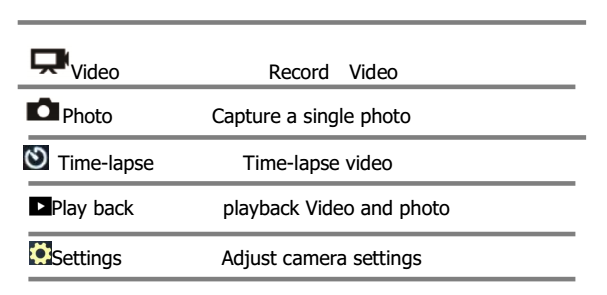 Video Record Video
Photo Capture a single photo
Time-lapse Time-lapse video
Play back playback Video and photo
Settings Adjust camera settings